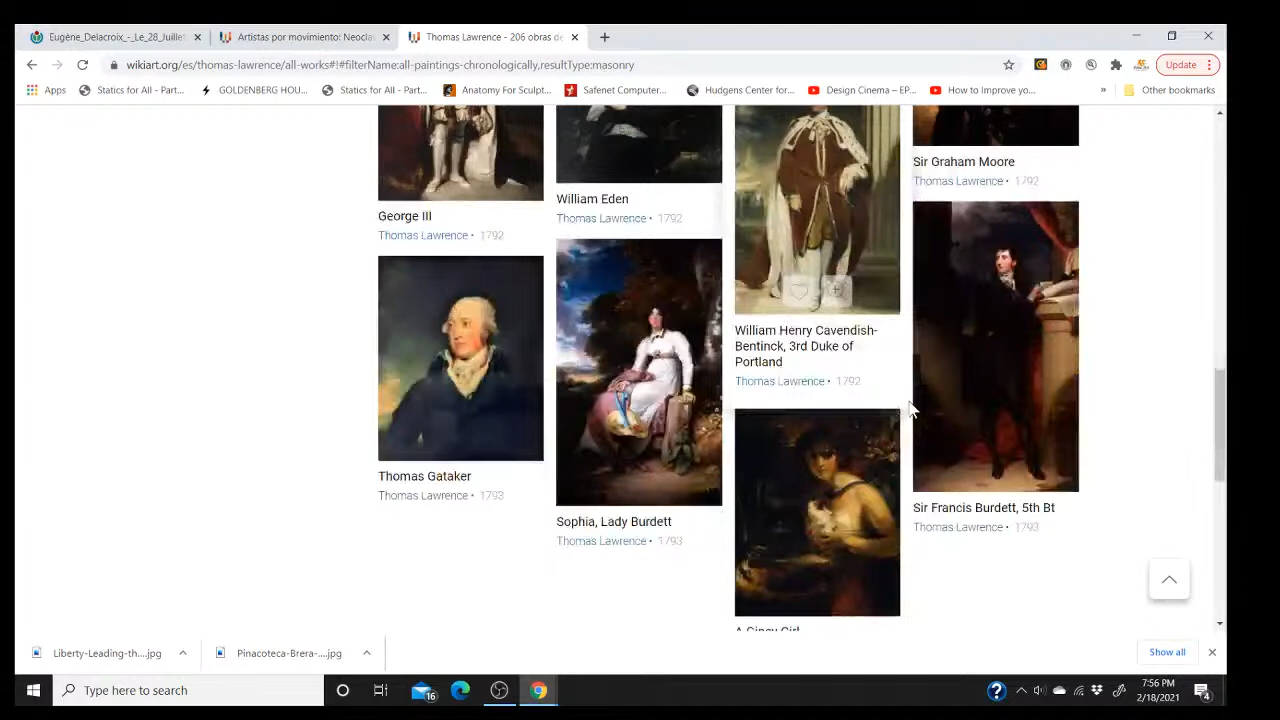 Eugène_Delacroix_-_Le_28_Juillet
Artistas por movimiento: Neocla
Thomas Lawrence - 206 obras de
wikiart.org/es/thomas-lawrence/all-works#!#filterName:all-paintings-chronologically,resultType:masonry
Update
Apps
Statics for All - Part...
GOLDENBERG HOU...
Statics for All - Part...
Anatomy For Sculpt...
Safenet Computer...
Hudgens Center for...
Design Cinema – EP...
How to Improve yo...
»
Other bookmarks
George III
Thomas Lawrence • 1792
William Eden
Thomas Lawrence • 1792
William Henry Cavendish-
Bentinck, 3rd Duke of
Portland
Thomas Lawrence • 1792
Sir Graham Moore
Thomas Lawrence • 1792
Thomas Gataker
Thomas Lawrence • 1793
Sophia, Lady Burdett
Thomas Lawrence • 1793
A Gipsy Girl
Sir Francis Burdett, 5th Bt
Thomas Lawrence • 1793
Liberty-Leading-th....jpg
Pinacoteca-Brera-....jpg
Show all
Type here to search
16
7:56 PM
2/18/2021
4